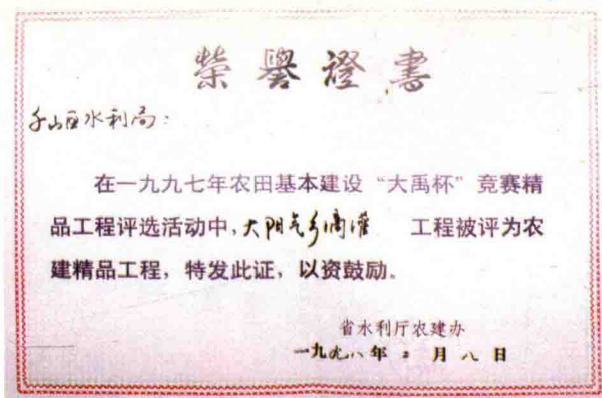 榮譽證書
千山区水利局：
在一九九七年农田基本建设“大禹杯”竞赛精
品工程评选活动中，大阳气乡滴灌 工程被评为农
建精品工程，特发此证，以资鼓励。
省水利厅农建办
一九九八年二月八日